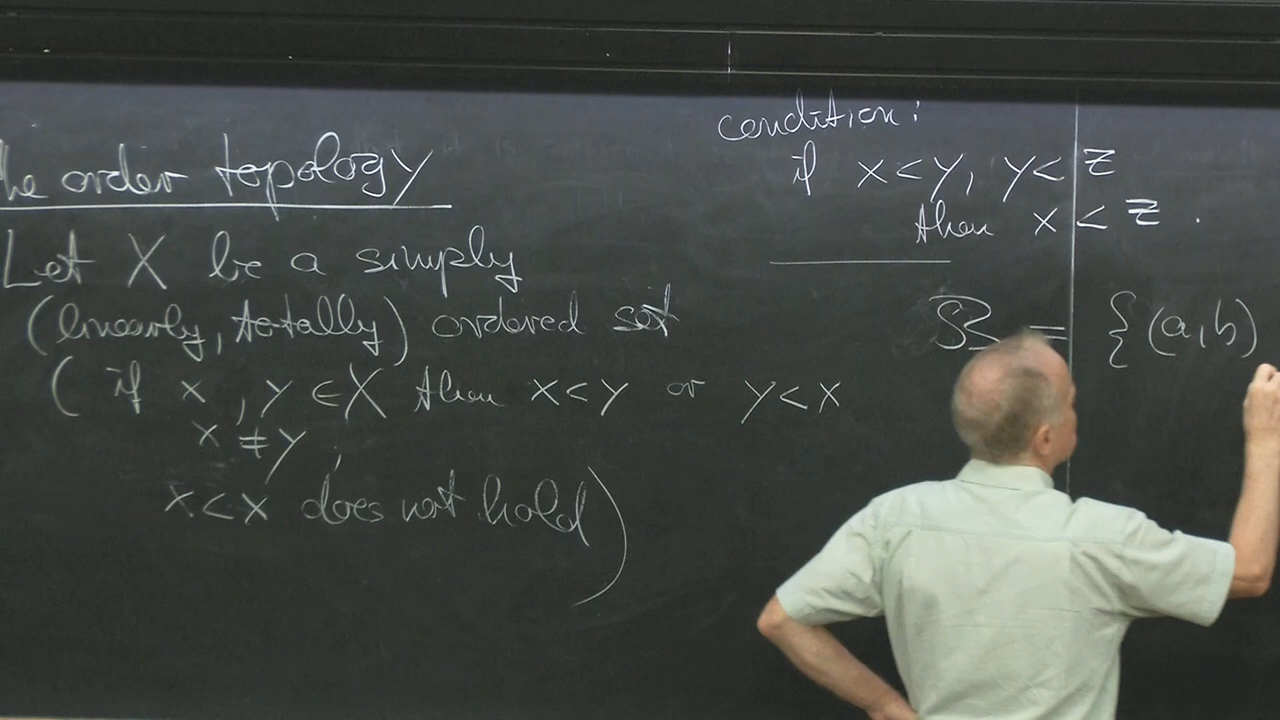 he order topology
Let X be a simply
(linearly, totally) ordered set
( if x, y ∈ X then x < y or y < x
x ≠ y,
x < x does not hold)
condition:
if x < y, y < z
then x < z .
B = {(a, b)